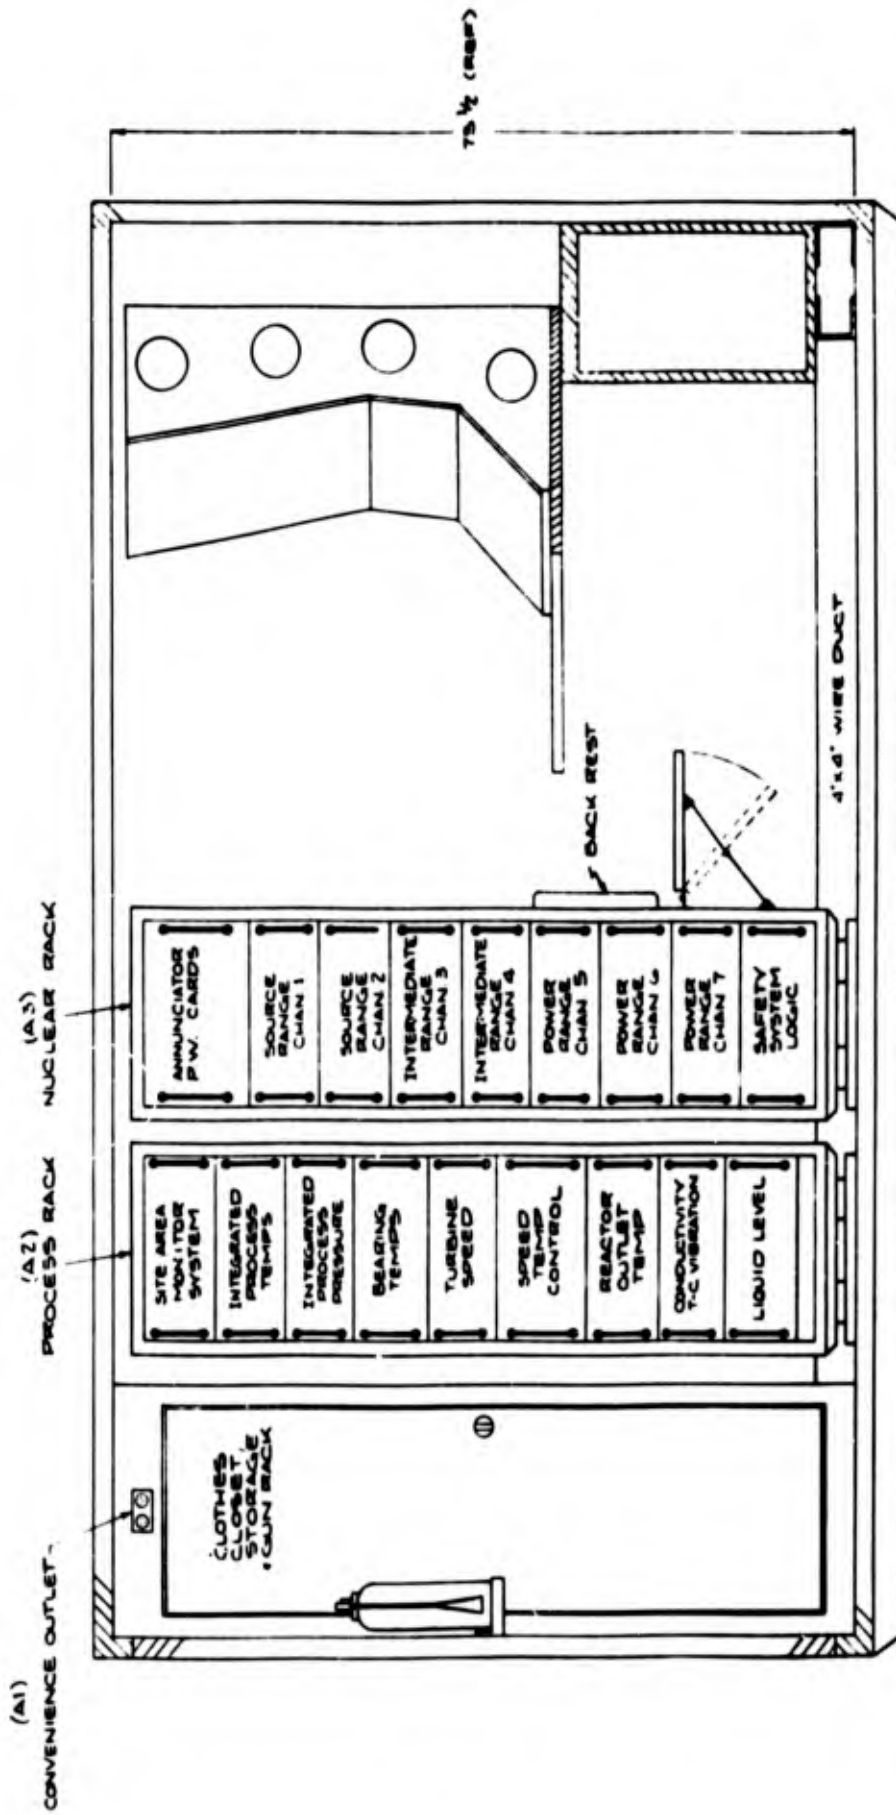 (A1)
CONVENIENCE OUTLET
(A2)
PROCESS RACK
(A3)
NUCLEAR RACK
CLOTHES
CLOSET,
STORAGE
GUN RACK
SITE AREA
MONITOR
SYSTEM
INTEGRATED
PROCESS
TEMPS
INTEGRATED
PROCESS
PRESSURE
BEARING
TEMPS
TURBINE
SPEED
SPEED
TEMP
CONTROL
REACTOR
OUTLET
TEMP
CONDUCTIVITY
T-C VIBRATION
LIQUID LEVEL
ANNUNCIATOR
P.W. CARDS
SOURCE
RANGE
CHAN 1
SOURCE
RANGE
CHAN 2
INTERMEDIATE
RANGE
CHAN 3
INTERMEDIATE
RANGE
CHAN 4
POWER
RANGE
CHAN 5
POWER
RANGE
CHAN 6
POWER
RANGE
CHAN 7
SAFETY
SYSTEM
LOGIC
BACK REST
4"x4" WIRE DUCT
75 1/2 (REF)